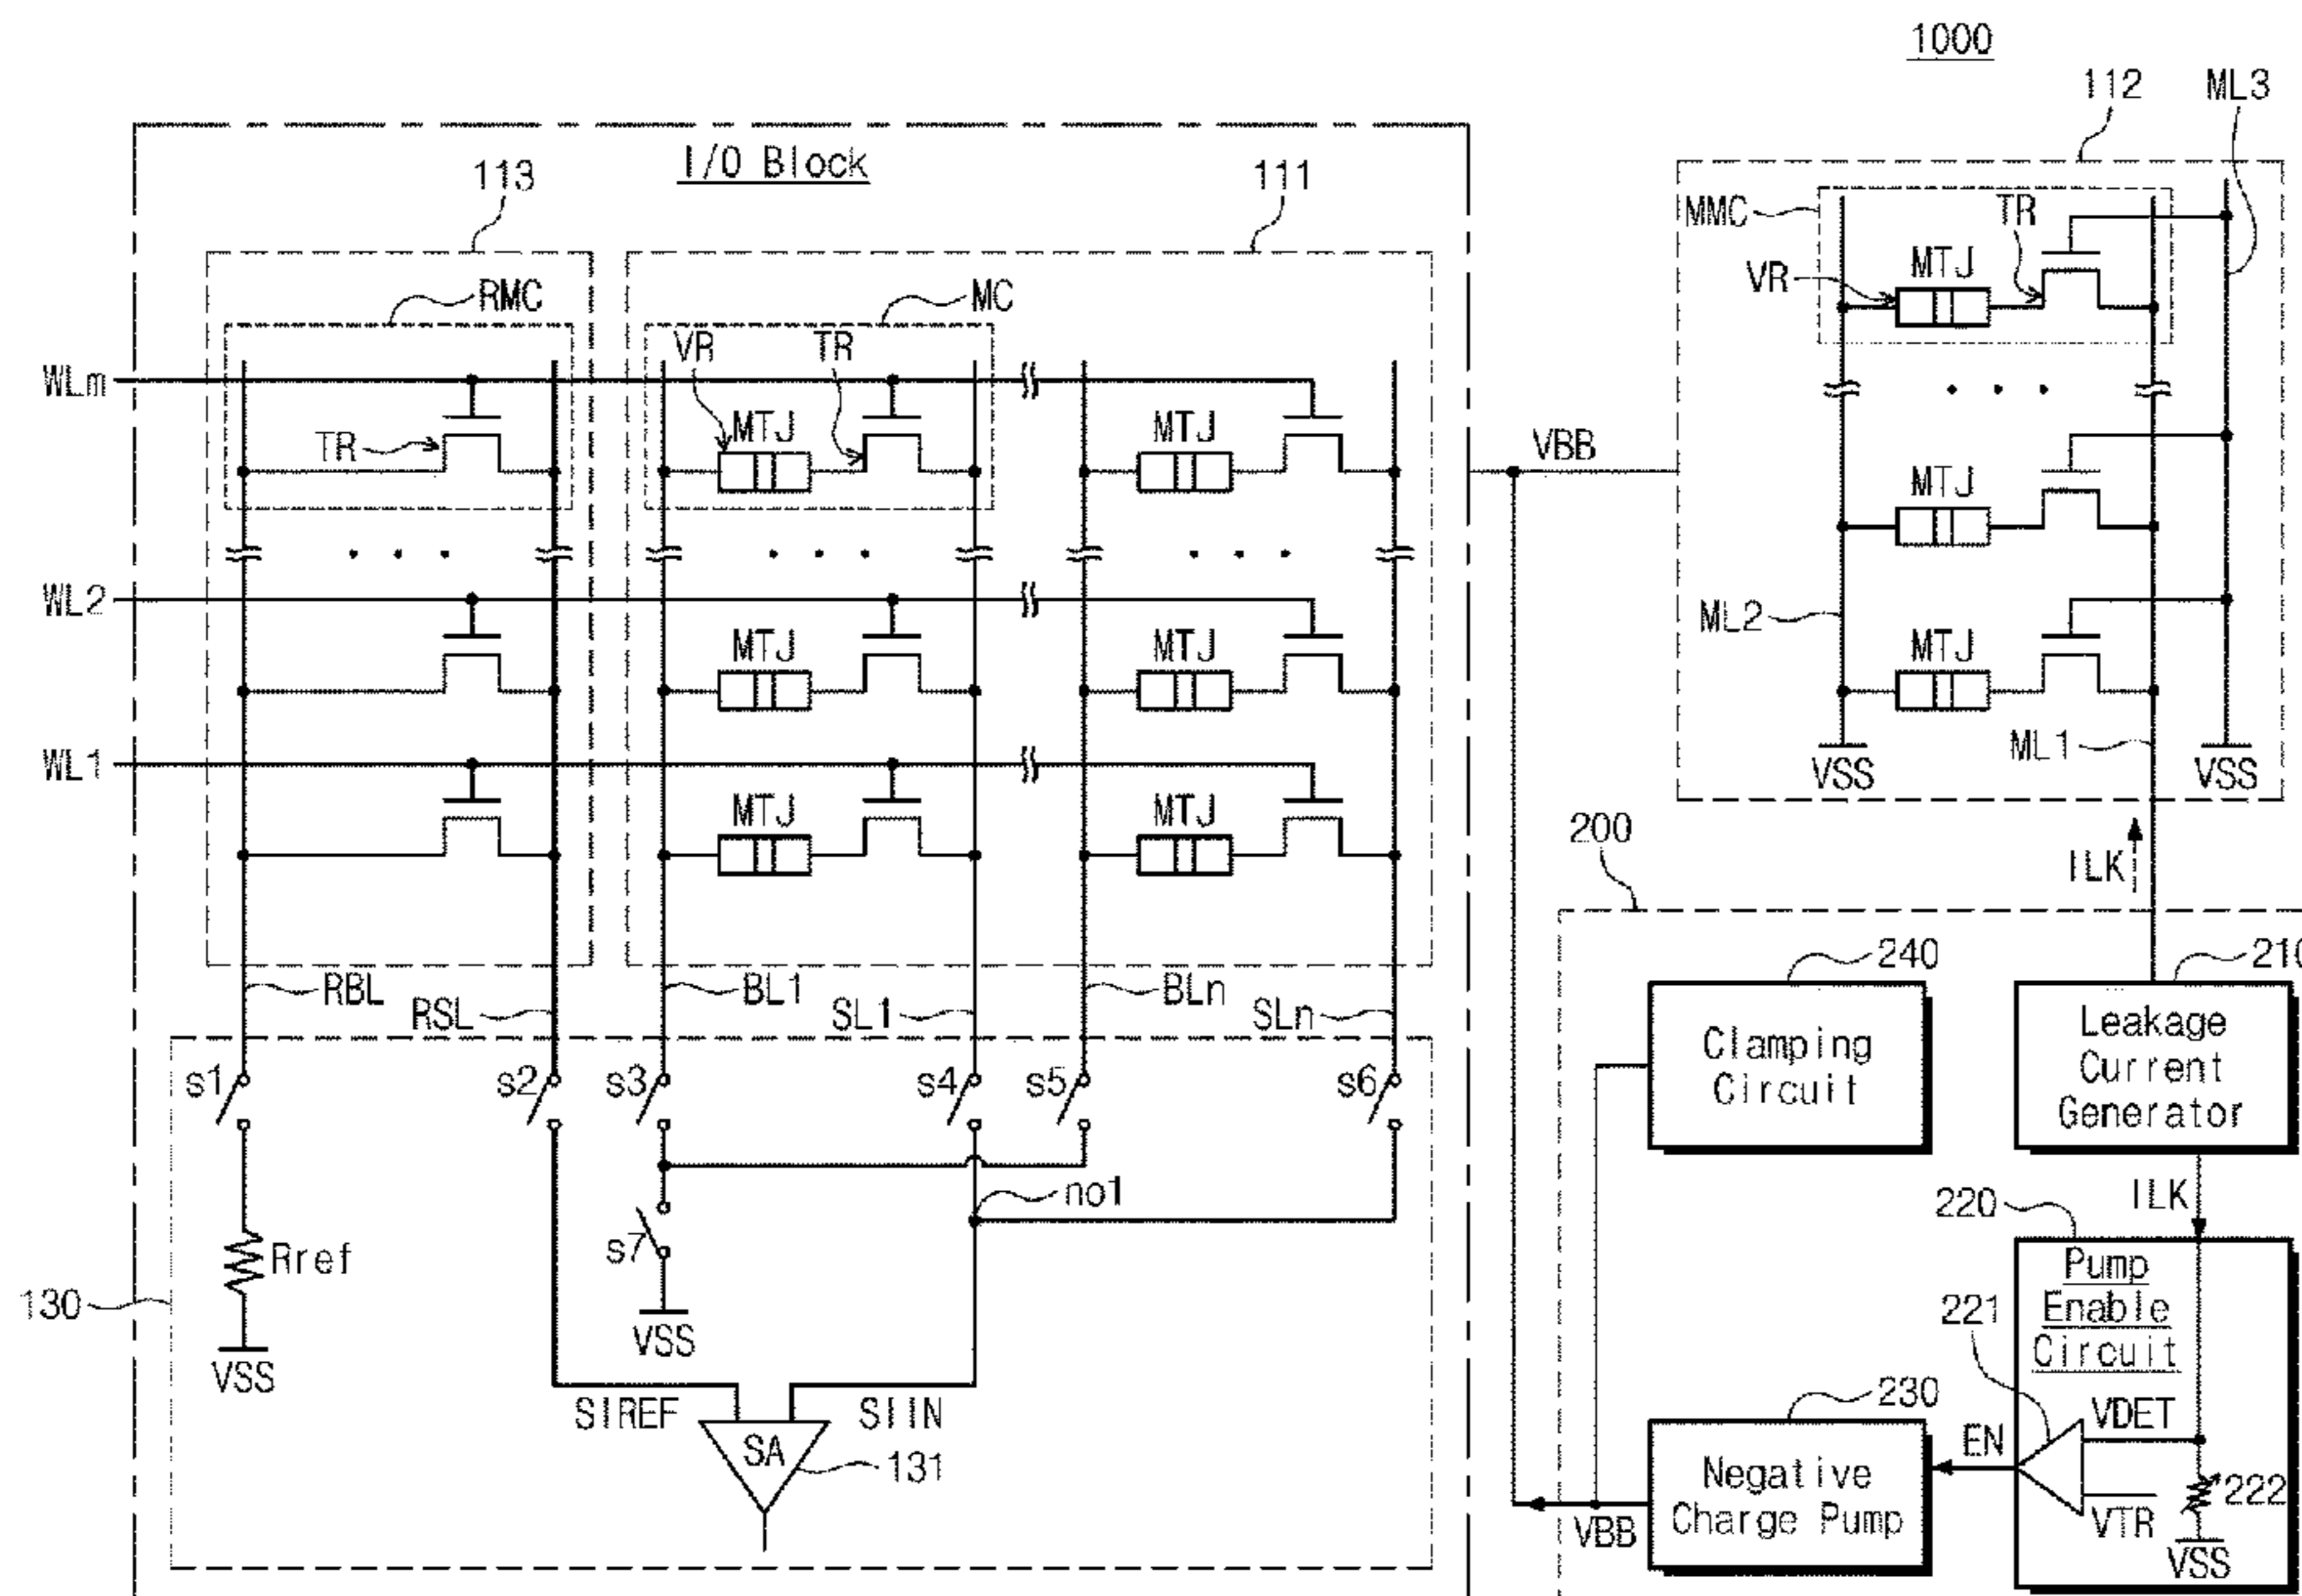 1000
112
ML3
I/O Block
113
111
MMC
TR
MTJ
VR
RMC
MC
VR
TR
WLm
TR
MTJ
MTJ
VBB
MTJ
WL2
ML2
MTJ
MTJ
MTJ
WL1
ML1
VSS
VSS
MTJ
MTJ
200
ILK
RBL
RSL
BL1
SL1
BLn
SLn
240
210
Clamping
Circuit
Leakage
Current
Generator
s1
s2
s3
s4
s5
s6
no1
ILK
220
s7
Rref
130
VSS
VSS
Pump
Enable
Circuit
221
SIREF
SIIN
SA
131
230
EN
VDET
Negative
Charge Pump
222
VTR
VBB
VSS